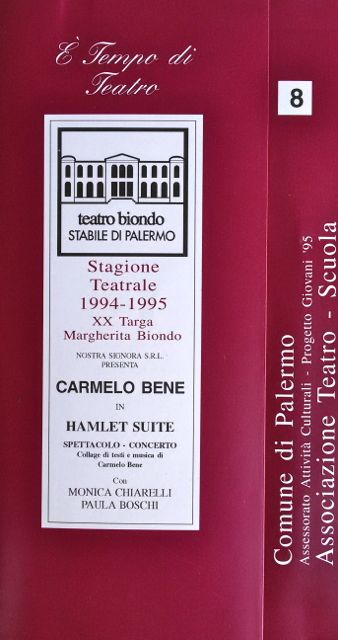 È Tempo di
Teatro
teatro biondo
STABILE DI PALERMO
Stagione
Teatrale
1994-1995
XX Targa
Margherita Biondo
NOSTRA SIGNORA S.R.L.
PRESENTA
CARMELO BENE
IN
HAMLET SUITE
SPETTACOLO - CONCERTO
Collage di testi e musica di
Carmelo Bene
Con
MONICA CHIARELLI
PAULA BOSCHI
8
Comune di Palermo
Assessorato Attività Culturali - Progetto Giovani '95
Associazione Teatro - Scuola